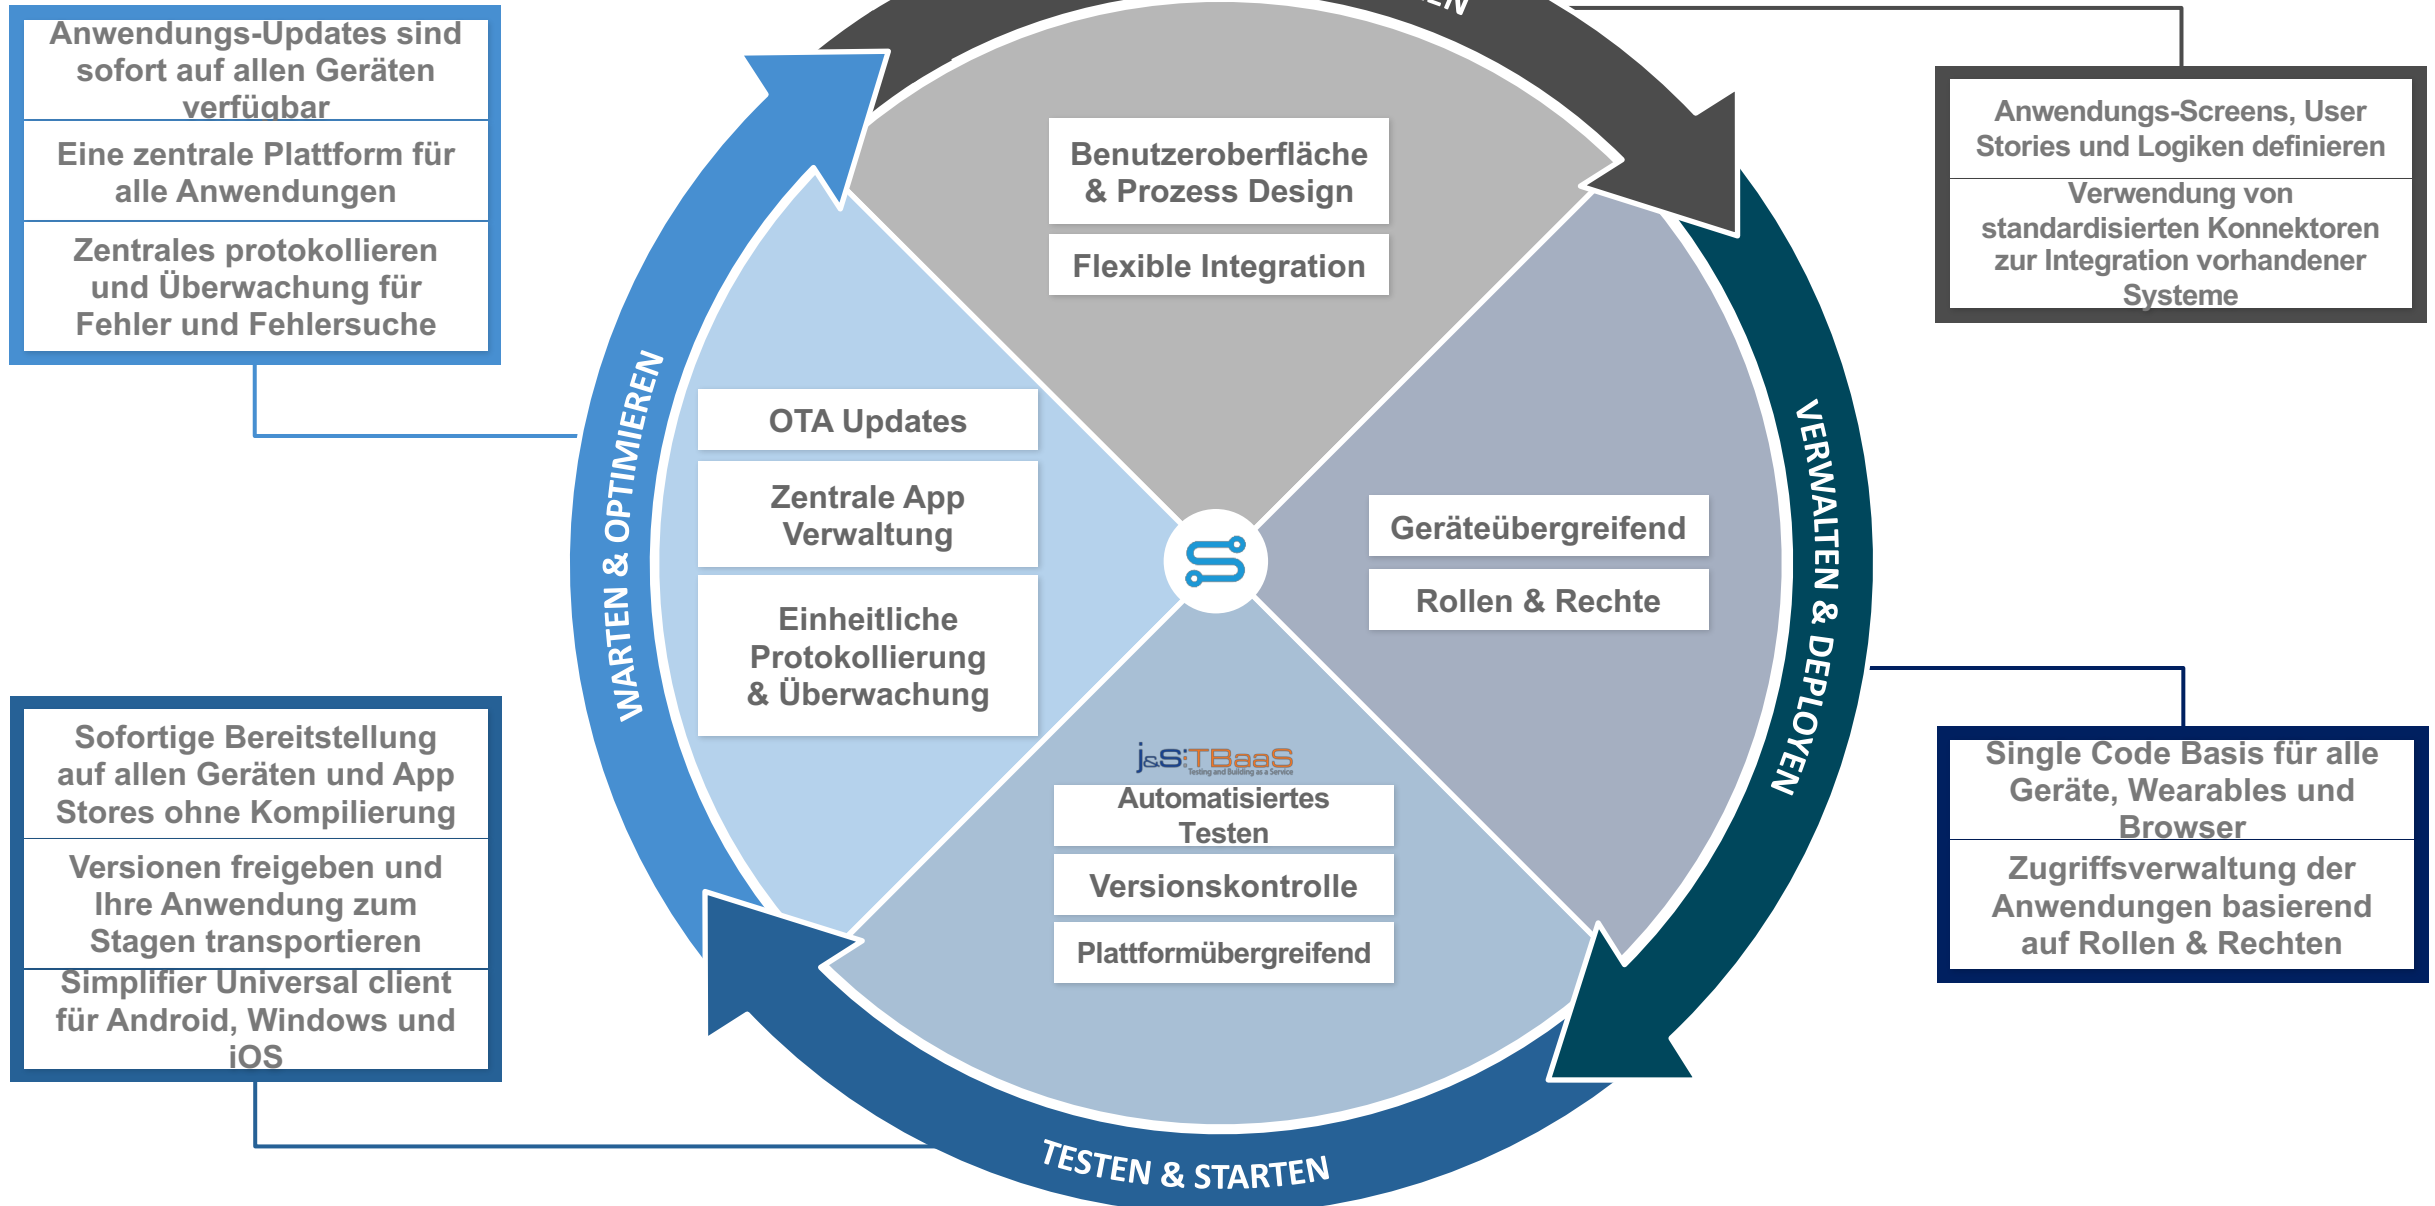 Anwendungs-Updates sind
sofort auf allen Geräten
verfügbar
Eine zentrale Plattform für
alle Anwendungen
Zentrales protokollieren
und Überwachung für
Fehler und Fehlersuche
Anwendungs-Screens, User
Stories und Logiken definieren
Verwendung von
standardisierten Konnektoren
zur Integration vorhandener
Systeme
Benutzeroberfläche
& Prozess Design
Flexible Integration
WARTEN & OPTIMIEREN
OTA Updates
Zentrale App
Verwaltung
Einheitliche
Protokollierung
& Überwachung
Geräteübergreifend
Rollen & Rechte
VERWALTEN & DEPLOYEN
j&S:TBaaS
Testing and Building as a Service
Automatisiertes
Testen
Versionskontrolle
Plattformübergreifend
TESTEN & STARTEN
Sofortige Bereitstellung
auf allen Geräten und App
Stores ohne Kompilierung
Versionen freigeben und
Ihre Anwendung zum
Stagen transportieren
Simplifier Universal client
für Android, Windows und
iOS
Single Code Basis für alle
Geräte, Wearables und
Browser
Zugriffsverwaltung der
Anwendungen basierend
auf Rollen & Rechten